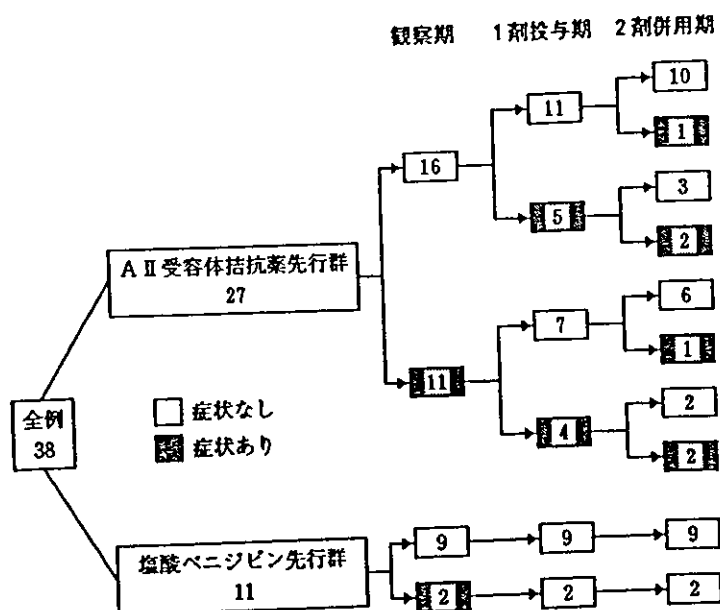 観察期 1剤投与期 2剤併用期
10
11
1
16
3
5
2
AⅡ受容体拮抗薬先行群
27
6
7
1
11
2
4
2
全例
38
症状なし
症状あり
塩酸ベニジピン先行群
11
9 9 9
2 2 2